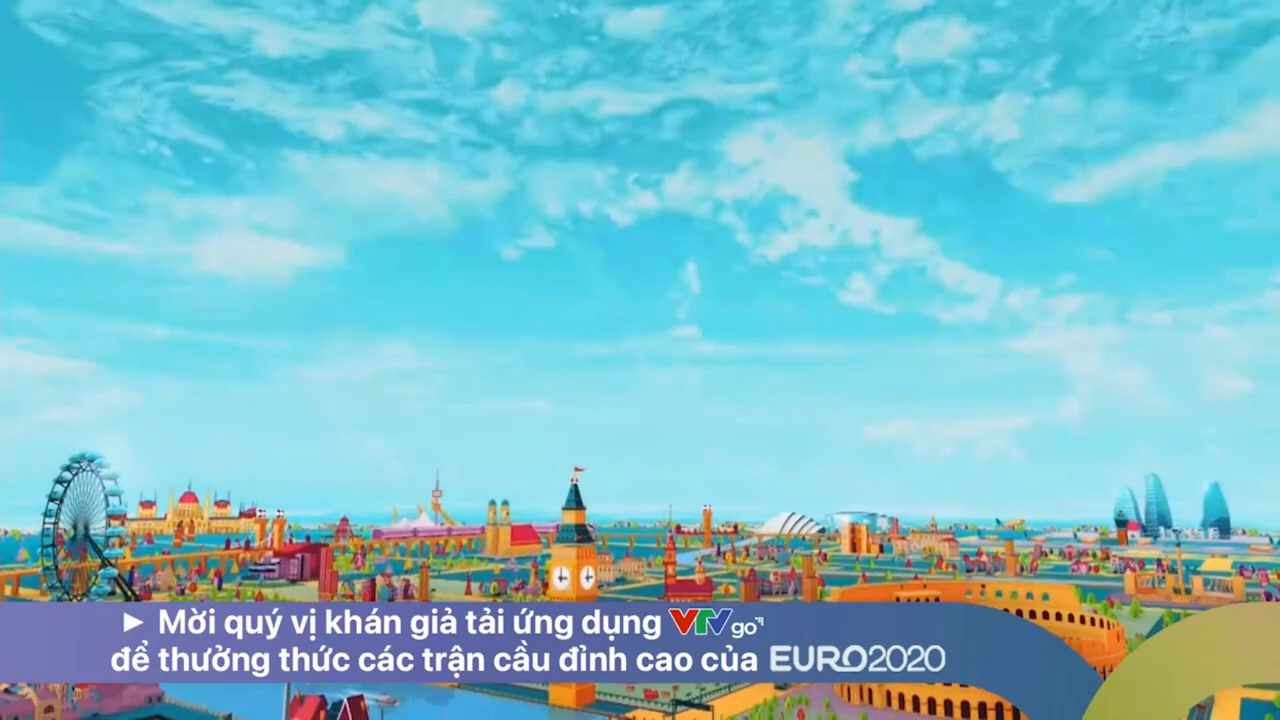 ► Mời quý vị khán giả tải ứng dụng VTVgo
để thưởng thức các trận cầu đỉnh cao của EURO2020